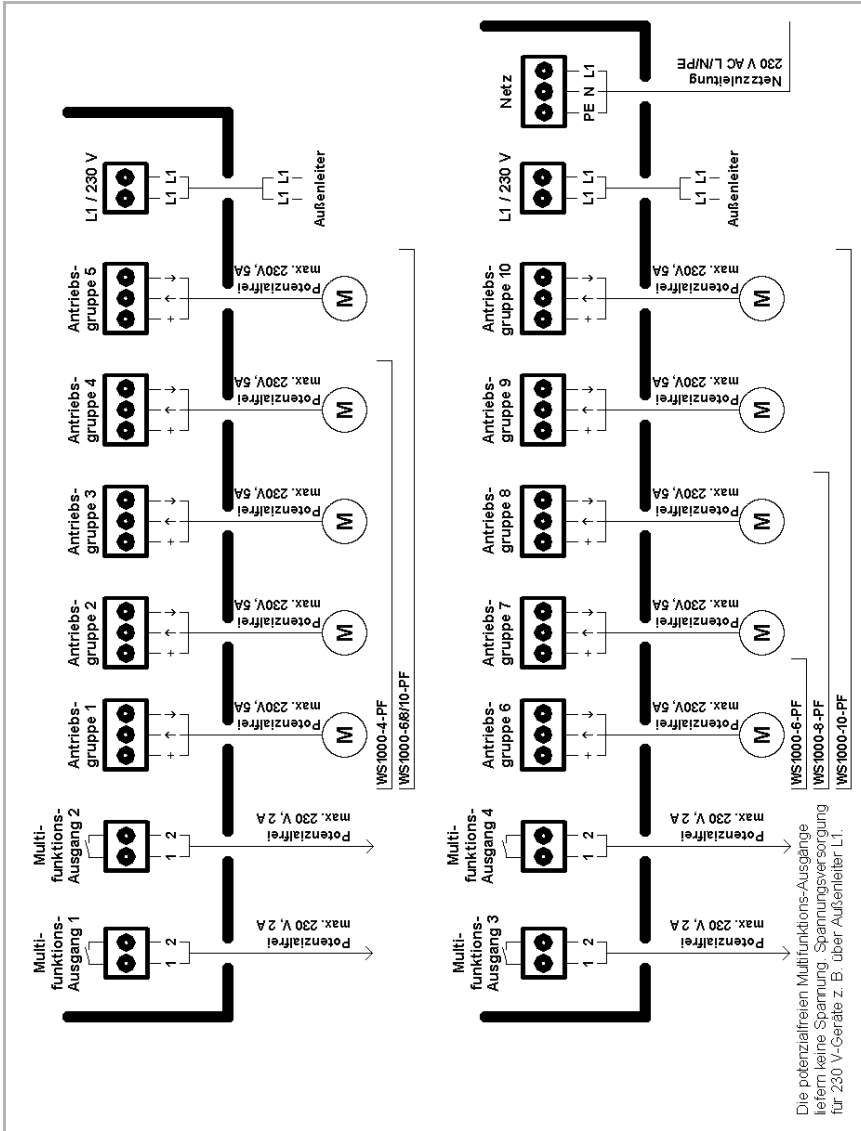 L1 / 230 V
L1 L1
L1 L1
Außenleiter
Antriebs-
gruppe 5
+ ← →
Potenzialfrei
max. 230V, 5A
M
Antriebs-
gruppe 4
+ ← →
Potenzialfrei
max. 230V, 5A
M
Antriebs-
gruppe 3
+ ← →
Potenzialfrei
max. 230V, 5A
M
Antriebs-
gruppe 2
+ ← →
Potenzialfrei
max. 230V, 5A
M
Antriebs-
gruppe 1
+ ← →
Potenzialfrei
max. 230V, 5A
M
WS1000-4-PF
WS1000-6/8/10-PF
Multi-
funktions-
Ausgang 2
1 2
Potenzialfrei
max. 230 V, 2 A
Multi-
funktions-
Ausgang 1
1 2
Potenzialfrei
max. 230 V, 2 A
Netz
PE N L1
Netzzuleitung
230 V AC L/N/PE
L1 / 230 V
L1 L1
L1 L1
Außenleiter
Antriebs-
gruppe 10
+ ← →
Potenzialfrei
max. 230V, 5A
M
Antriebs-
gruppe 9
+ ← →
Potenzialfrei
max. 230V, 5A
M
Antriebs-
gruppe 8
+ ← →
Potenzialfrei
max. 230V, 5A
M
Antriebs-
gruppe 7
+ ← →
Potenzialfrei
max. 230V, 5A
M
Antriebs-
gruppe 6
+ ← →
Potenzialfrei
max. 230V, 5A
M
WS1000-6-PF
WS1000-8-PF
WS1000-10-PF
Multi-
funktions-
Ausgang 4
1 2
Potenzialfrei
max. 230 V, 2 A
Multi-
funktions-
Ausgang 3
1 2
Potenzialfrei
max. 230 V, 2 A
Die potenzialfreien Multifunktions-Ausgänge
liefern keine Spannung. Spannungsversorgung
für 230 V-Geräte z. B. über Außenleiter L1.